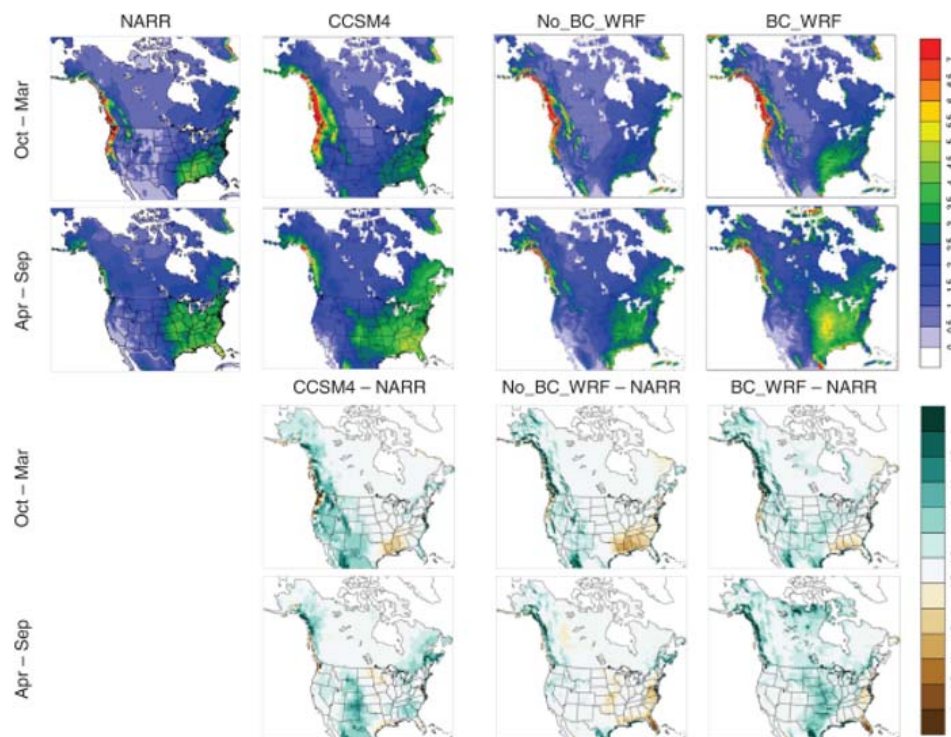 NARR CCSM4 No_BC_WRF BC_WRF
Oct – Mar
Apr – Sep
CCSM4 – NARR No_BC_WRF – NARR BC_WRF – NARR
Oct – Mar
Apr – Sep